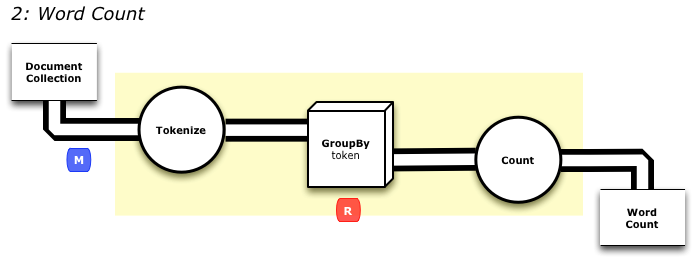 2: Word Count
Document
Collection
Tokenize
M
GroupBy
token
R
Count
Word
Count